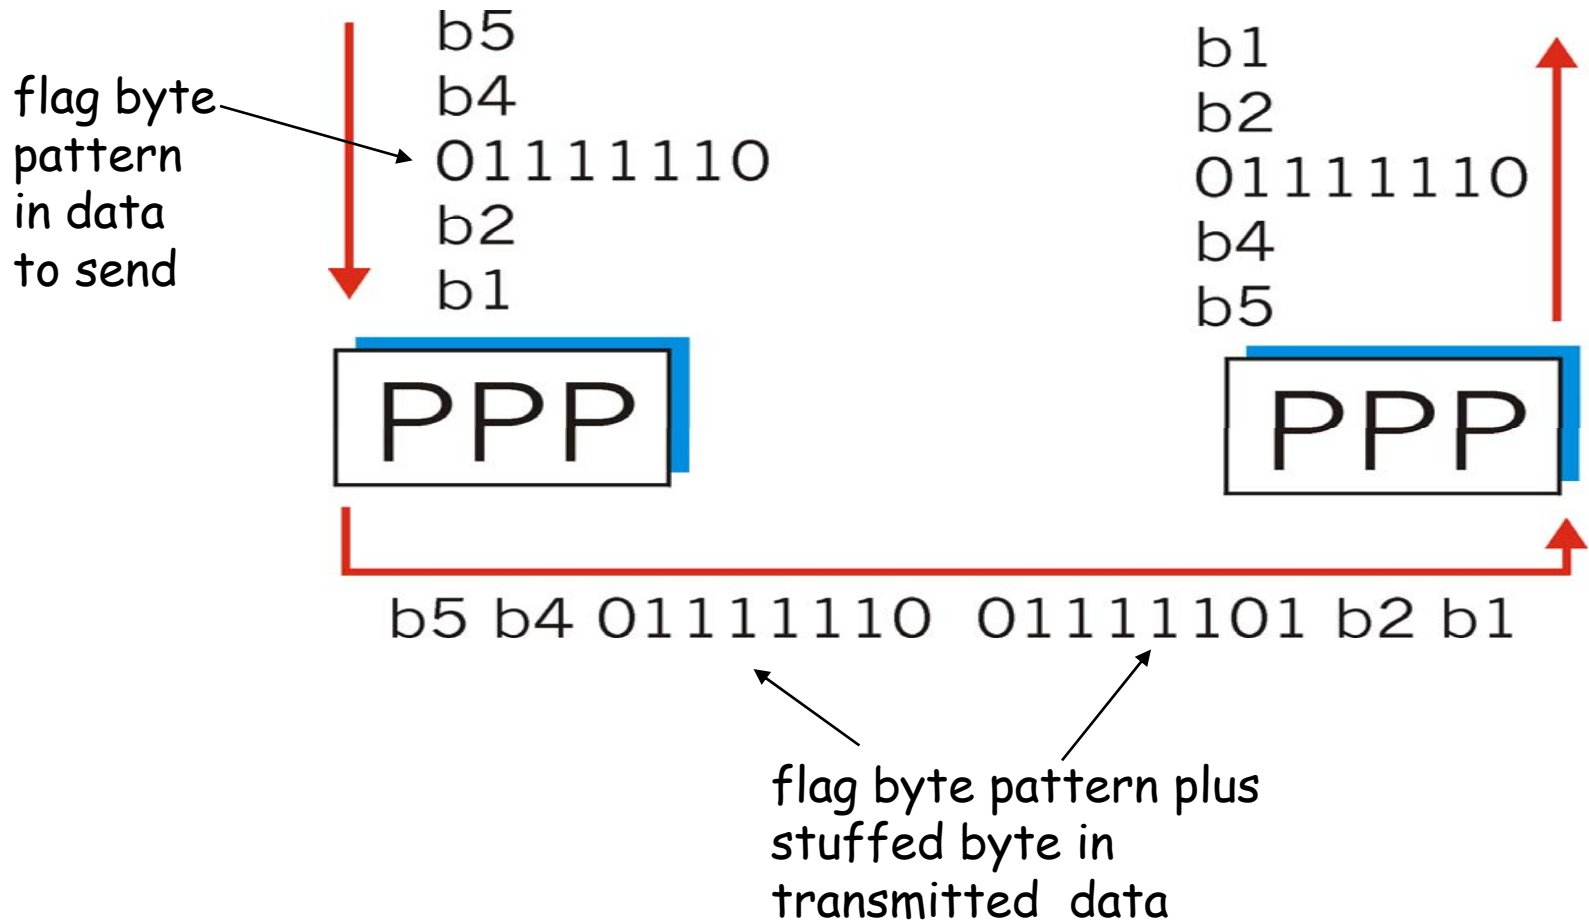 flag byte
pattern
in data
to send
b5
b4
01111110
b2
b1
PPP
b1
b2
01111110
b4
b5
PPP
b5 b4 01111110 01111101 b2 b1
flag byte pattern plus
stuffed byte in
transmitted data